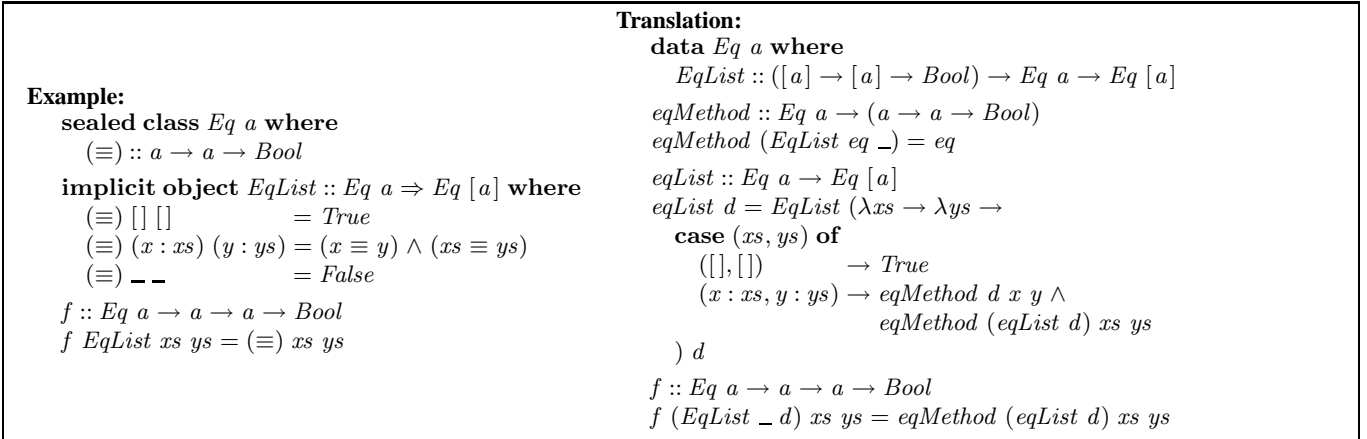 Example:
sealed class Eq a where
(≡) :: a → a → Bool
implicit object EqList :: Eq a ⇒ Eq [a] where
(≡) [] [] = True
(≡) (x : xs) (y : ys) = (x ≡ y) ∧ (xs ≡ ys)
(≡) _ _ = False
f :: Eq a → a → a → Bool
f EqList xs ys = (≡) xs ys
Translation:
data Eq a where
EqList :: ([a] → [a] → Bool) → Eq a → Eq [a]
eqMethod :: Eq a → (a → a → Bool)
eqMethod (EqList eq _) = eq
eqList :: Eq a → Eq [a]
eqList d = EqList (λxs → λys →
case (xs, ys) of
([], []) → True
(x : xs, y : ys) → eqMethod d x y ∧
eqMethod (eqList d) xs ys
) d
f :: Eq a → a → a → Bool
f (EqList _ d) xs ys = eqMethod (eqList d) xs ys